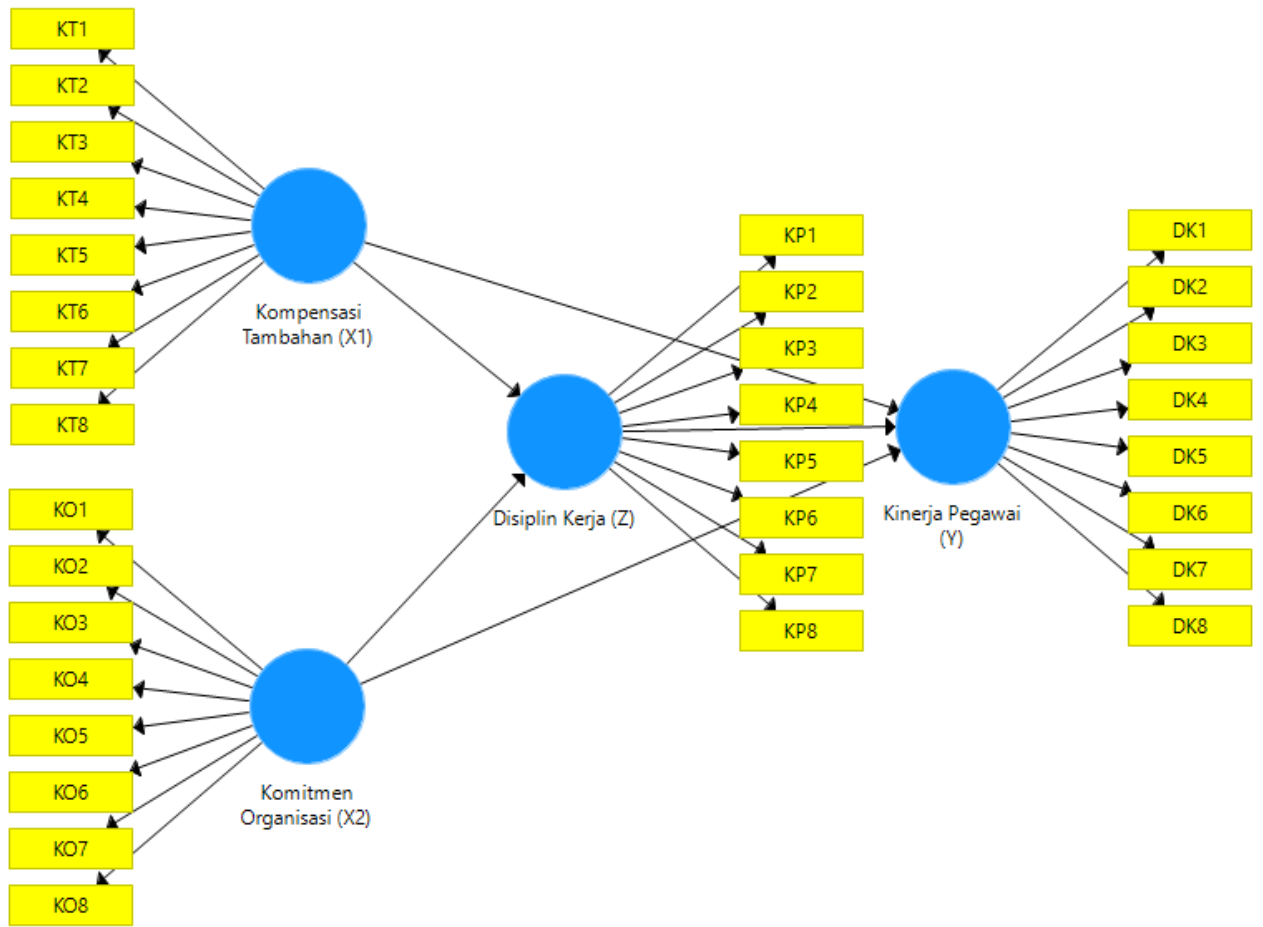 KT1
KT2
KT3
KT4
KT5
KT6
KT7
KT8
Kompensasi
Tambahan (X1)
KO1
KO2
KO3
KO4
KO5
KO6
KO7
KO8
Komitmen
Organisasi (X2)
Disiplin Kerja (Z)
KP1
KP2
KP3
KP4
KP5
KP6
KP7
KP8
Kinerja Pegawai
(Y)
DK1
DK2
DK3
DK4
DK5
DK6
DK7
DK8